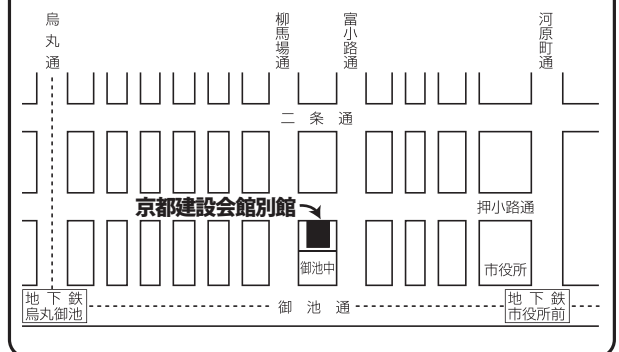 烏丸通
柳馬場通
富小路通
河原町通
二条通
京都建設会館別館
押小路通
御池中
市役所
地下鉄
烏丸御池
御池通
地下鉄
市役所前